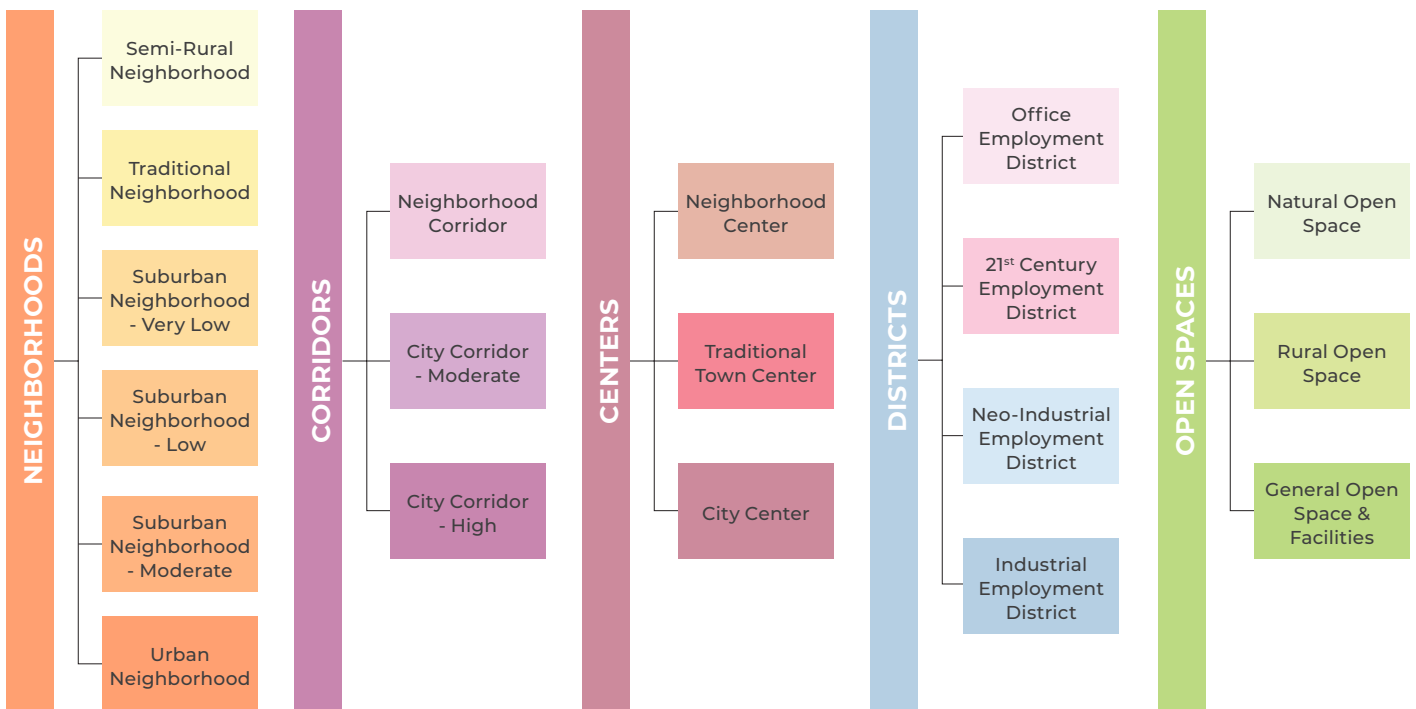 NEIGHBORHOODS
Semi-Rural
Neighborhood
Traditional
Neighborhood
Suburban
Neighborhood
- Very Low
Suburban
Neighborhood
- Low
Suburban
Neighborhood
- Moderate
Urban
Neighborhood
CORRIDORS
Neighborhood
Corridor
City Corridor
- Moderate
City Corridor
- High
CENTERS
Neighborhood
Center
Traditional
Town Center
City Center
DISTRICTS
Office
Employment
District
21st Century
Employment
District
Neo-Industrial
Employment
District
Industrial
Employment
District
OPEN SPACES
Natural Open
Space
Rural Open
Space
General Open
Space &
Facilities